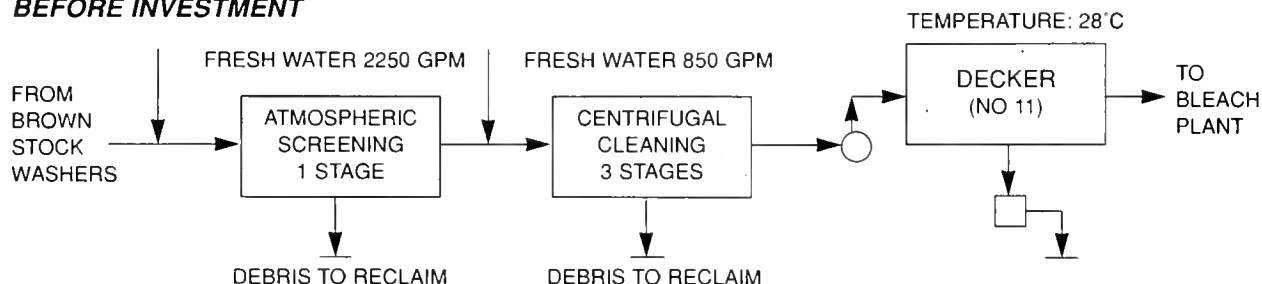 BEFORE INVESTMENT
TEMPERATURE: 28°C
FRESH WATER 2250 GPM
FRESH WATER 850 GPM
FROM
BROWN
STOCK
WASHERS
ATMOSPHERIC
SCREENING
1 STAGE
CENTRIFUGAL
CLEANING
3 STAGES
DECKER
(NO 11)
TO
BLEACH
PLANT
DEBRIS TO RECLAIM
DEBRIS TO RECLAIM